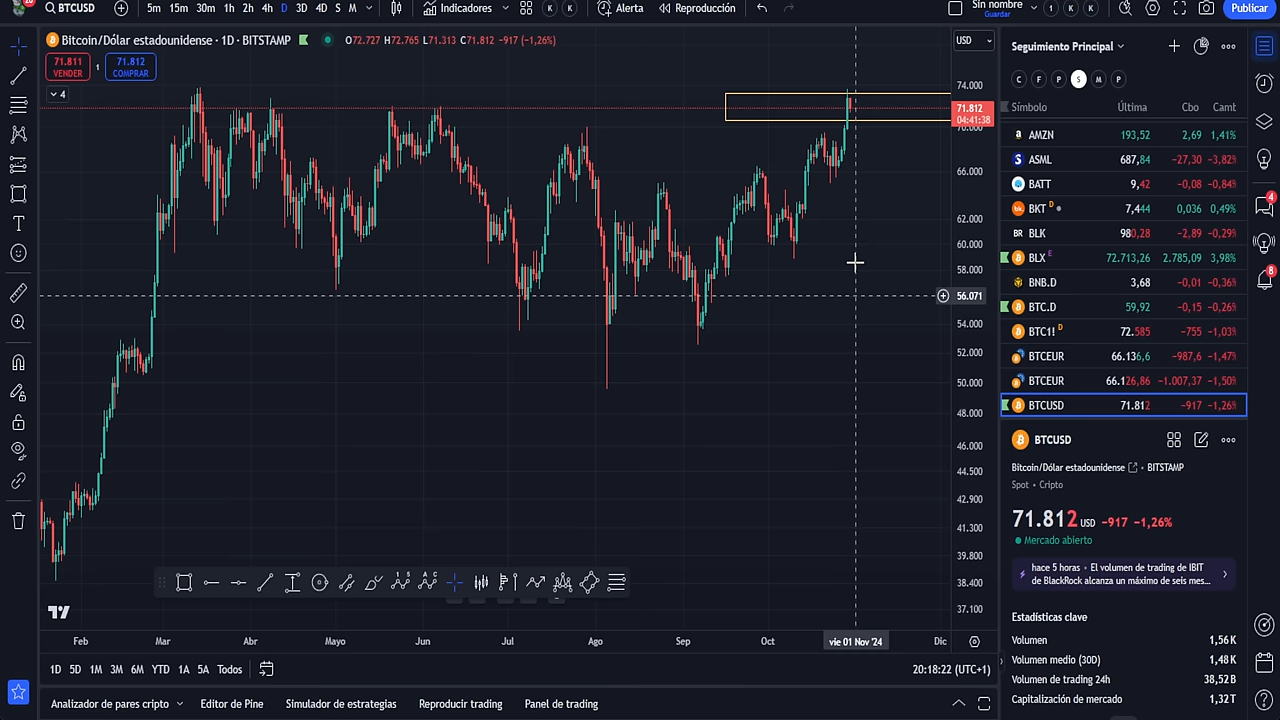 BTCUSD 5m 15m 30m 1h 2h 4h D 3D 4D S M Indicadores K K Alerta Reproducción Sin nombre Guardar 1 K K Publicar
Bitcoin/Dólar estadounidense · 1D · BITSTAMP O72.727 H72.765 L71.313 C71.812 -917 (-1,26%)
USD
71.811 VENDER 1 71.812 COMPRAR
4
74.000
71.812
04:41:38
70.000
66.000
62.000
60.000
58.000
56.071
54.000
52.000
50.000
48.000
46.000
44.500
42.900
41.300
39.800
38.400
37.100
Feb Mar Abr Mayo Jun Jul Ago Sep Oct vie 01 Nov '24 Dic
1D 5D 1M 3M 6M YTD 1A 5A Todos 20:18:22 (UTC+1)
Analizador de pares cripto Editor de Pine Simulador de estrategias Reproducir trading Panel de trading
Seguimiento Principal
C F P S M P
Símbolo Última Cbo Camt
AMZN 193,52 2,69 1,41%
ASML 687,84 -27,30 -3,82%
BATT 9,42 -0,08 -0,84%
BKT D 7,444 0,036 0,49%
BLK 980,28 -2,89 -0,29%
BLX E 72.713,26 2.785,09 3,98%
BNB.D 3,68 -0,01 -0,36%
BTC.D 59,92 -0,15 -0,26%
BTC1! D 72.585 -755 -1,03%
BTCEUR 66.136,6 -987,6 -1,47%
BTCEUR 66.126,86 -1.007,37 -1,50%
BTCUSD 71.812 -917 -1,26%
BTCUSD
Bitcoin/Dólar estadounidense · BITSTAMP
Spot · Cripto
71.812 USD -917 -1,26%
Mercado abierto
hace 5 horas · El volumen de trading de IBIT
de BlackRock alcanza un máximo de seis mes...
Estadísticas clave
Volumen 1,56K
Volumen medio (30D) 1,48K
Volumen de trading 24h 38,52B
Capitalización de mercado 1,32T
4
8